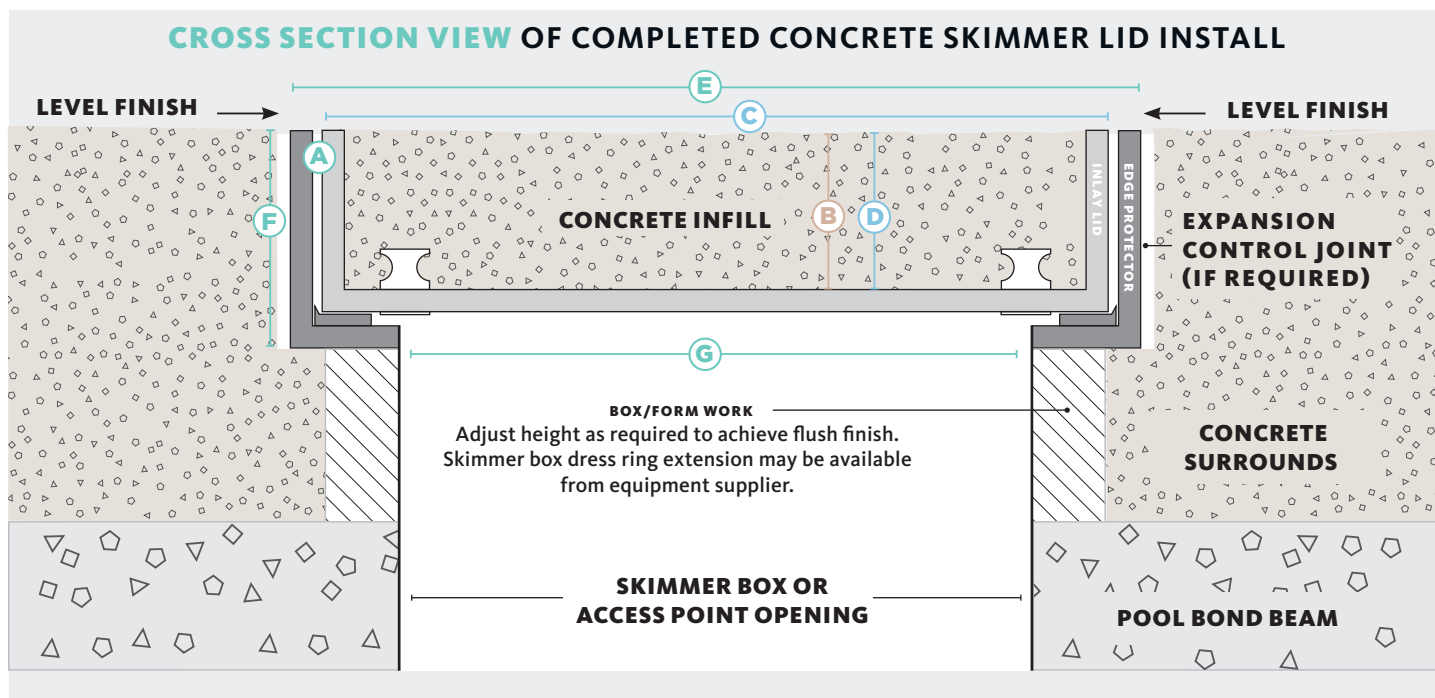 CROSS SECTION VIEW OF COMPLETED CONCRETE SKIMMER LID INSTALL
E
LEVEL FINISH
C
LEVEL FINISH
A
F
CONCRETE INFILL
B
D
INLAY LID
EDGE PROTECTOR
EXPANSION
CONTROL JOINT
(IF REQUIRED)
G
BOX/FORM WORK
Adjust height as required to achieve flush finish.
Skimmer box dress ring extension may be available
from equipment supplier.
CONCRETE
SURROUNDS
SKIMMER BOX OR
ACCESS POINT OPENING
POOL BOND BEAM